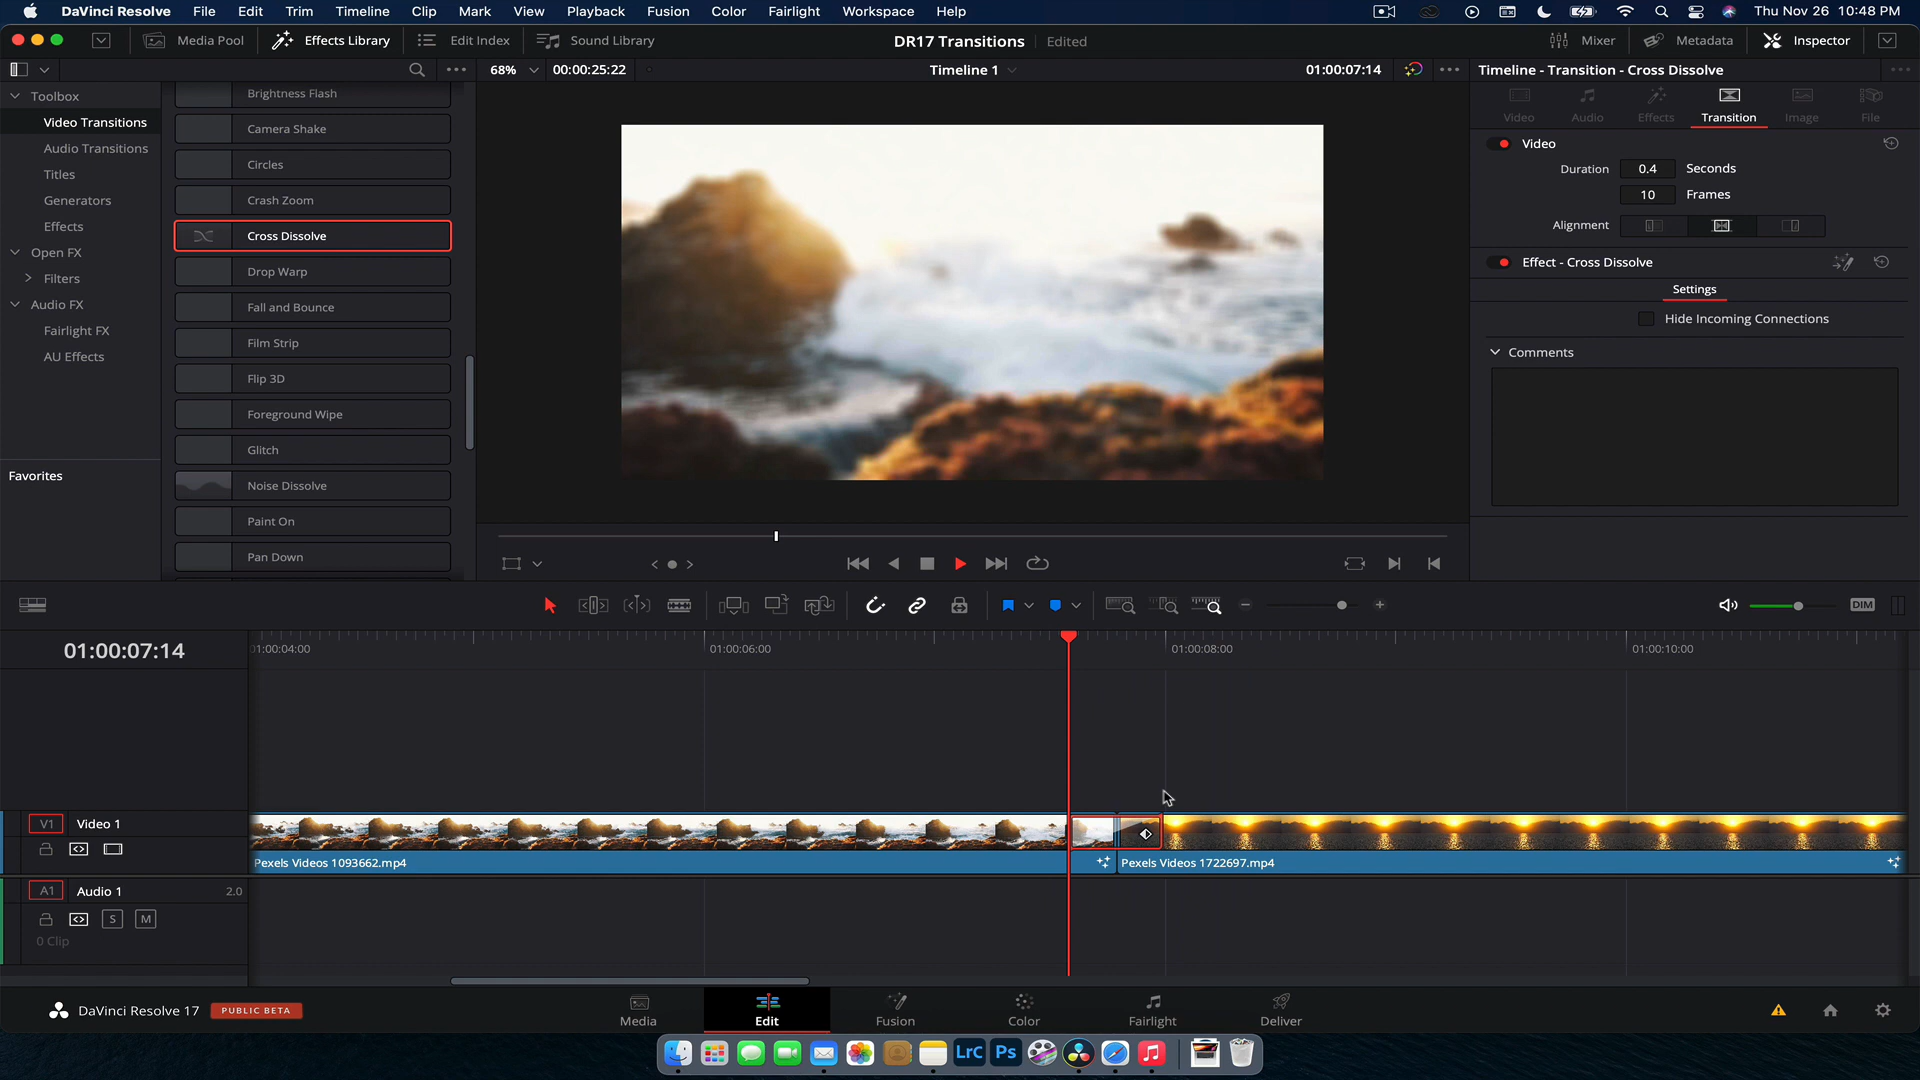 DaVinci Resolve File Edit Trim Timeline Clip Mark View Playback Fusion Color Fairlight Workspace Help Thu Nov 26 10:48 PM
Media Pool Effects Library Edit Index Sound Library DR17 Transitions Edited Mixer Metadata Inspector
68% 00:00:25:22 Timeline 1 01:00:07:14 Timeline - Transition - Cross Dissolve
Toolbox
Video Transitions
Audio Transitions
Titles
Generators
Effects
Open FX
Filters
Audio FX
Fairlight FX
AU Effects
Favorites
Brightness Flash
Camera Shake
Circles
Crash Zoom
Cross Dissolve
Drop Warp
Fall and Bounce
Film Strip
Flip 3D
Foreground Wipe
Glitch
Noise Dissolve
Paint On
Pan Down
Video Audio Effects Transition Image File
Video
Duration 0.4 Seconds
10 Frames
Alignment
Effect - Cross Dissolve
Settings
Hide Incoming Connections
Comments
DIM
01:00:07:14
01:00:04:00 01:00:06:00 01:00:08:00 01:00:10:00
V1 Video 1
Pexels Videos 1093662.mp4 Pexels Videos 1722697.mp4
A1 Audio 1 2.0
S M
0 Clip
DaVinci Resolve 17 PUBLIC BETA
Media Edit Fusion Color Fairlight Deliver
LrC Ps